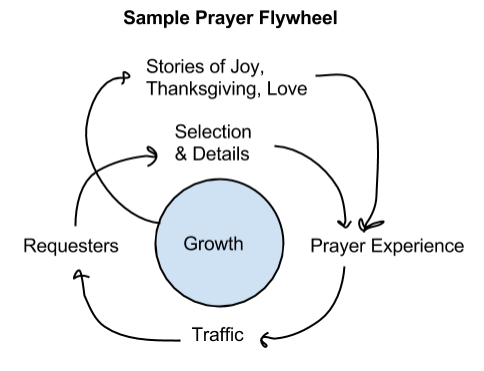 Sample Prayer Flywheel
Stories of Joy,
Thanksgiving, Love
Selection
& Details
Requesters
Growth
Prayer Experience
Traffic